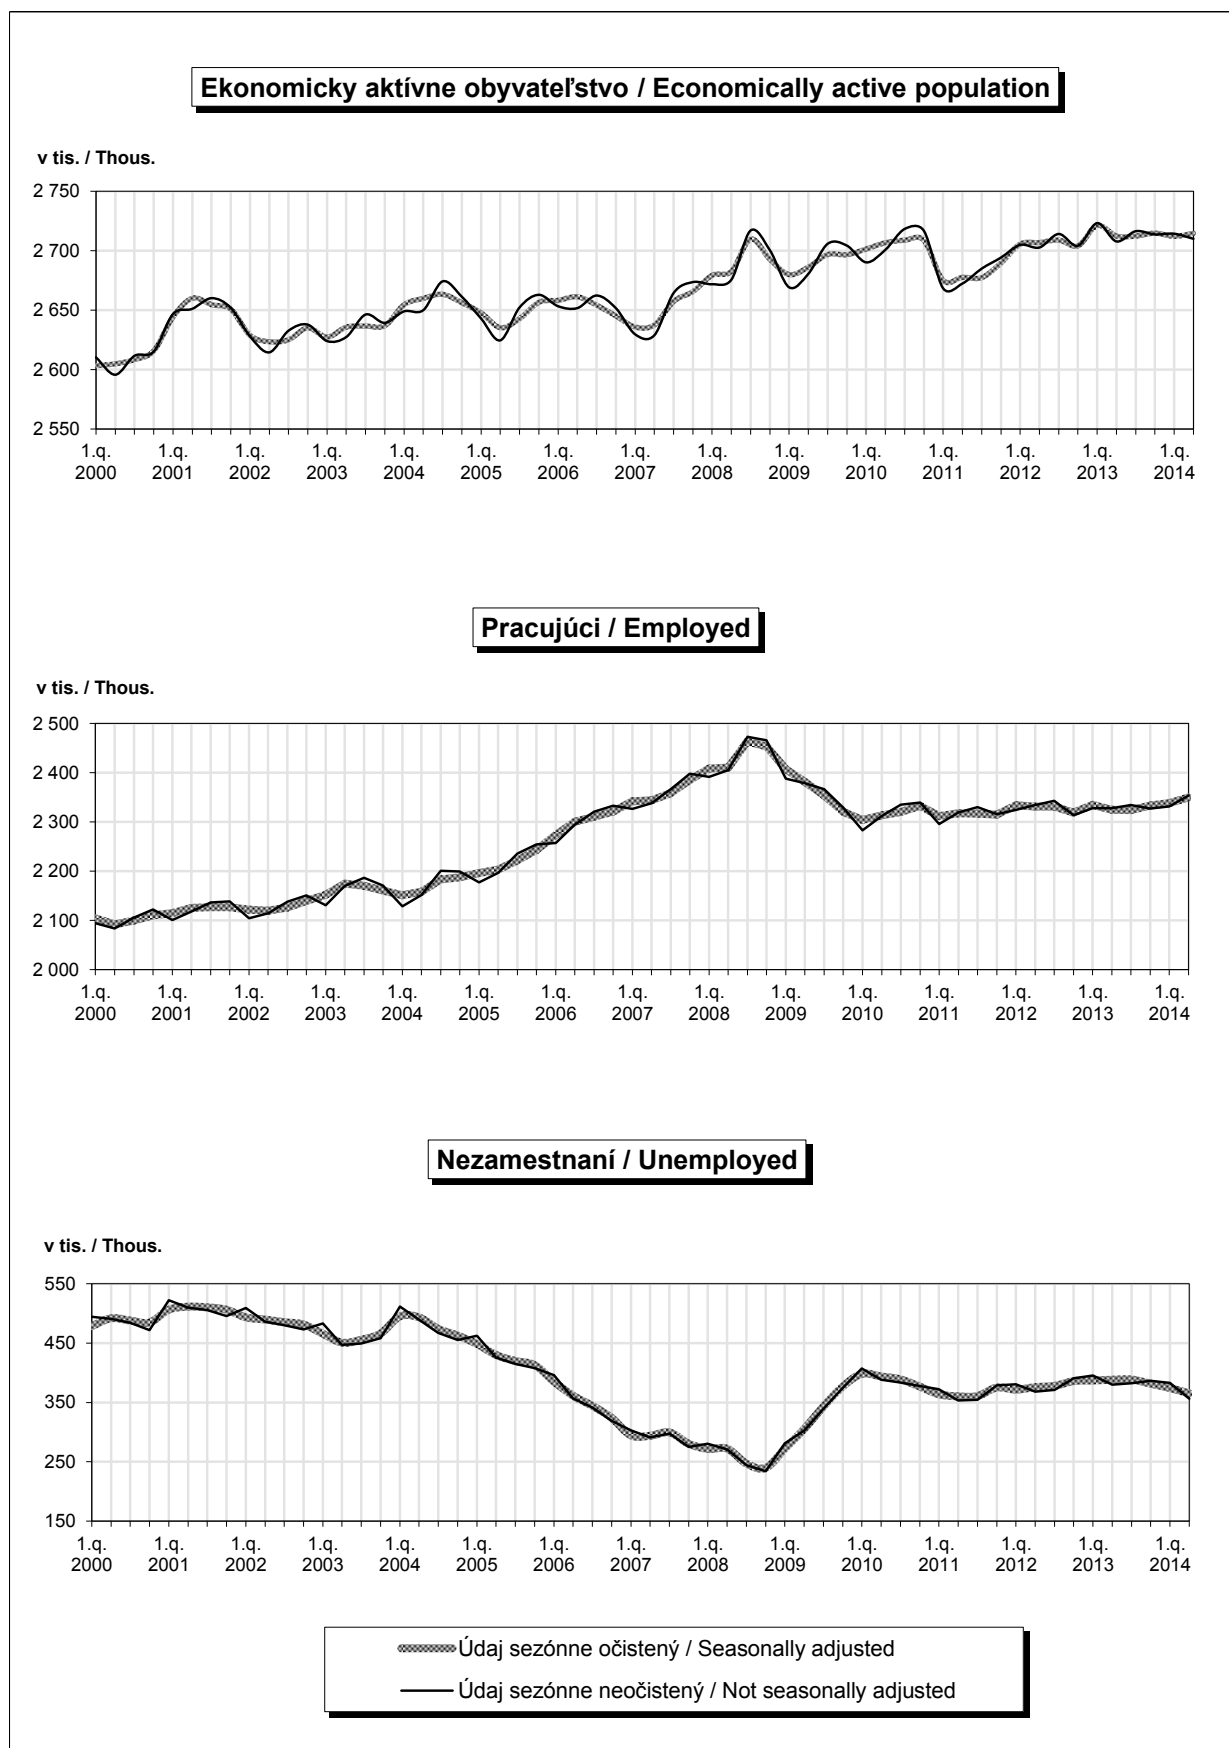 Ekonomicky aktívne obyvateľstvo / Economically active population
v tis. / Thous.
2 750
2 700
2 650
2 600
2 550
1.q. 1.q. 1.q. 1.q. 1.q. 1.q. 1.q. 1.q. 1.q. 1.q. 1.q. 1.q. 1.q. 1.q. 1.q.
2000 2001 2002 2003 2004 2005 2006 2007 2008 2009 2010 2011 2012 2013 2014
Pracujúci / Employed
v tis. / Thous.
2 500
2 400
2 300
2 200
2 100
2 000
1.q. 1.q. 1.q. 1.q. 1.q. 1.q. 1.q. 1.q. 1.q. 1.q. 1.q. 1.q. 1.q. 1.q. 1.q.
2000 2001 2002 2003 2004 2005 2006 2007 2008 2009 2010 2011 2012 2013 2014
Nezamestnaní / Unemployed
v tis. / Thous.
550
450
350
250
150
1.q. 1.q. 1.q. 1.q. 1.q. 1.q. 1.q. 1.q. 1.q. 1.q. 1.q. 1.q. 1.q. 1.q. 1.q.
2000 2001 2002 2003 2004 2005 2006 2007 2008 2009 2010 2011 2012 2013 2014
Údaj sezónne očistený / Seasonally adjusted
Údaj sezónne neočistený / Not seasonally adjusted